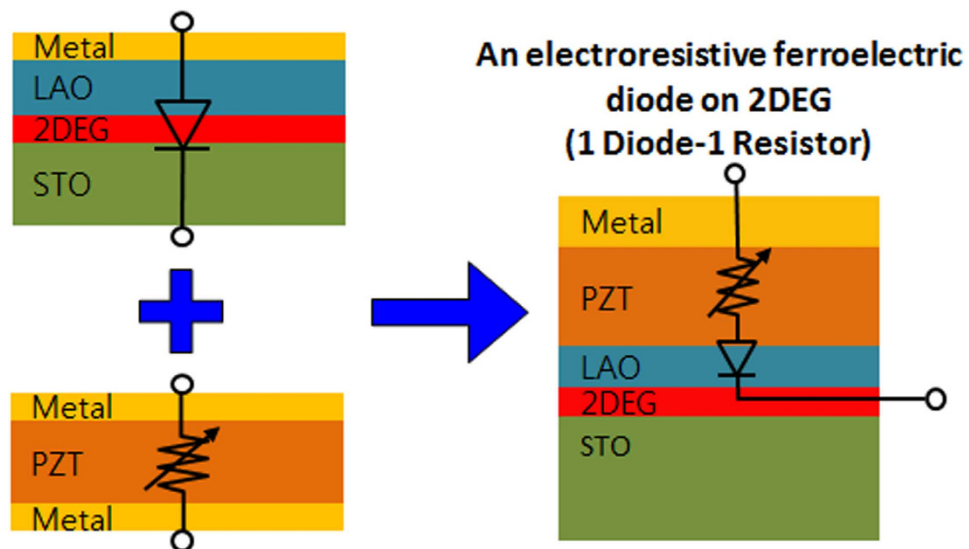 Metal
LAO
2DEG
STO
Metal
PZT
Metal
An electroresistive ferroelectric
diode on 2DEG
(1 Diode-1 Resistor)
Metal
PZT
LAO
2DEG
STO